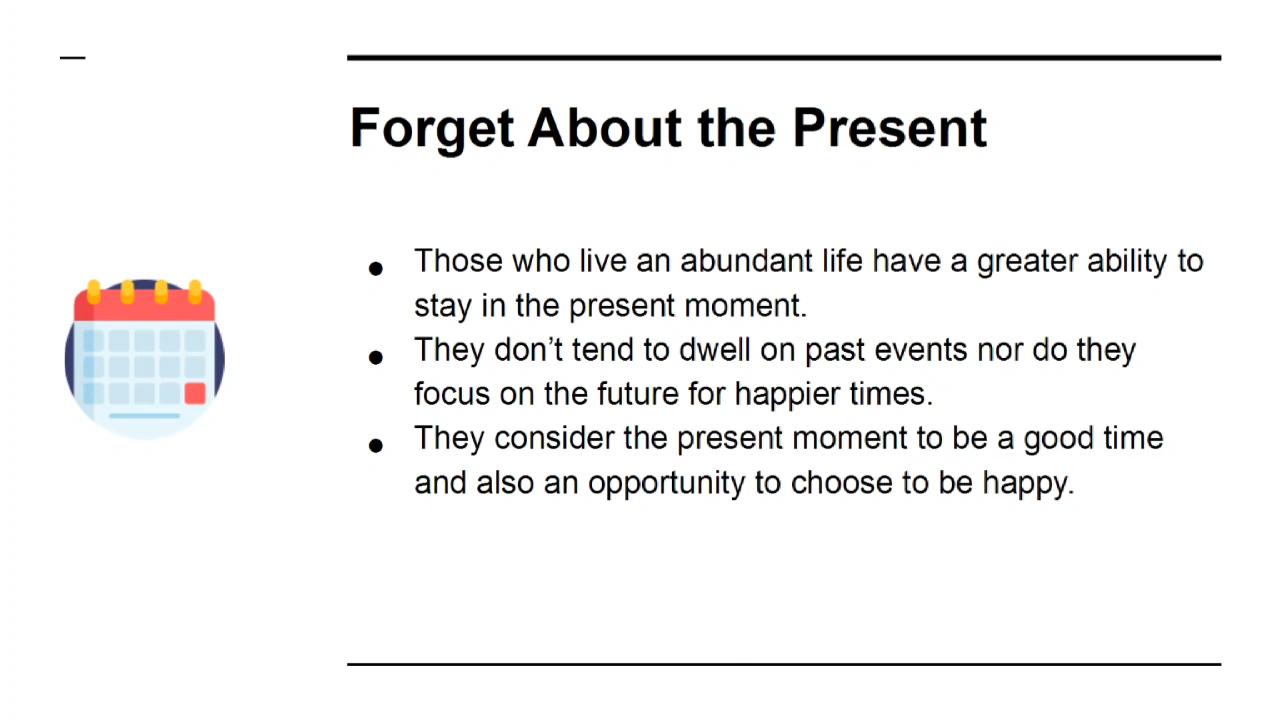 Forget About the Present
● Those who live an abundant life have a greater ability to
stay in the present moment.
● They don’t tend to dwell on past events nor do they
focus on the future for happier times.
● They consider the present moment to be a good time
and also an opportunity to choose to be happy.